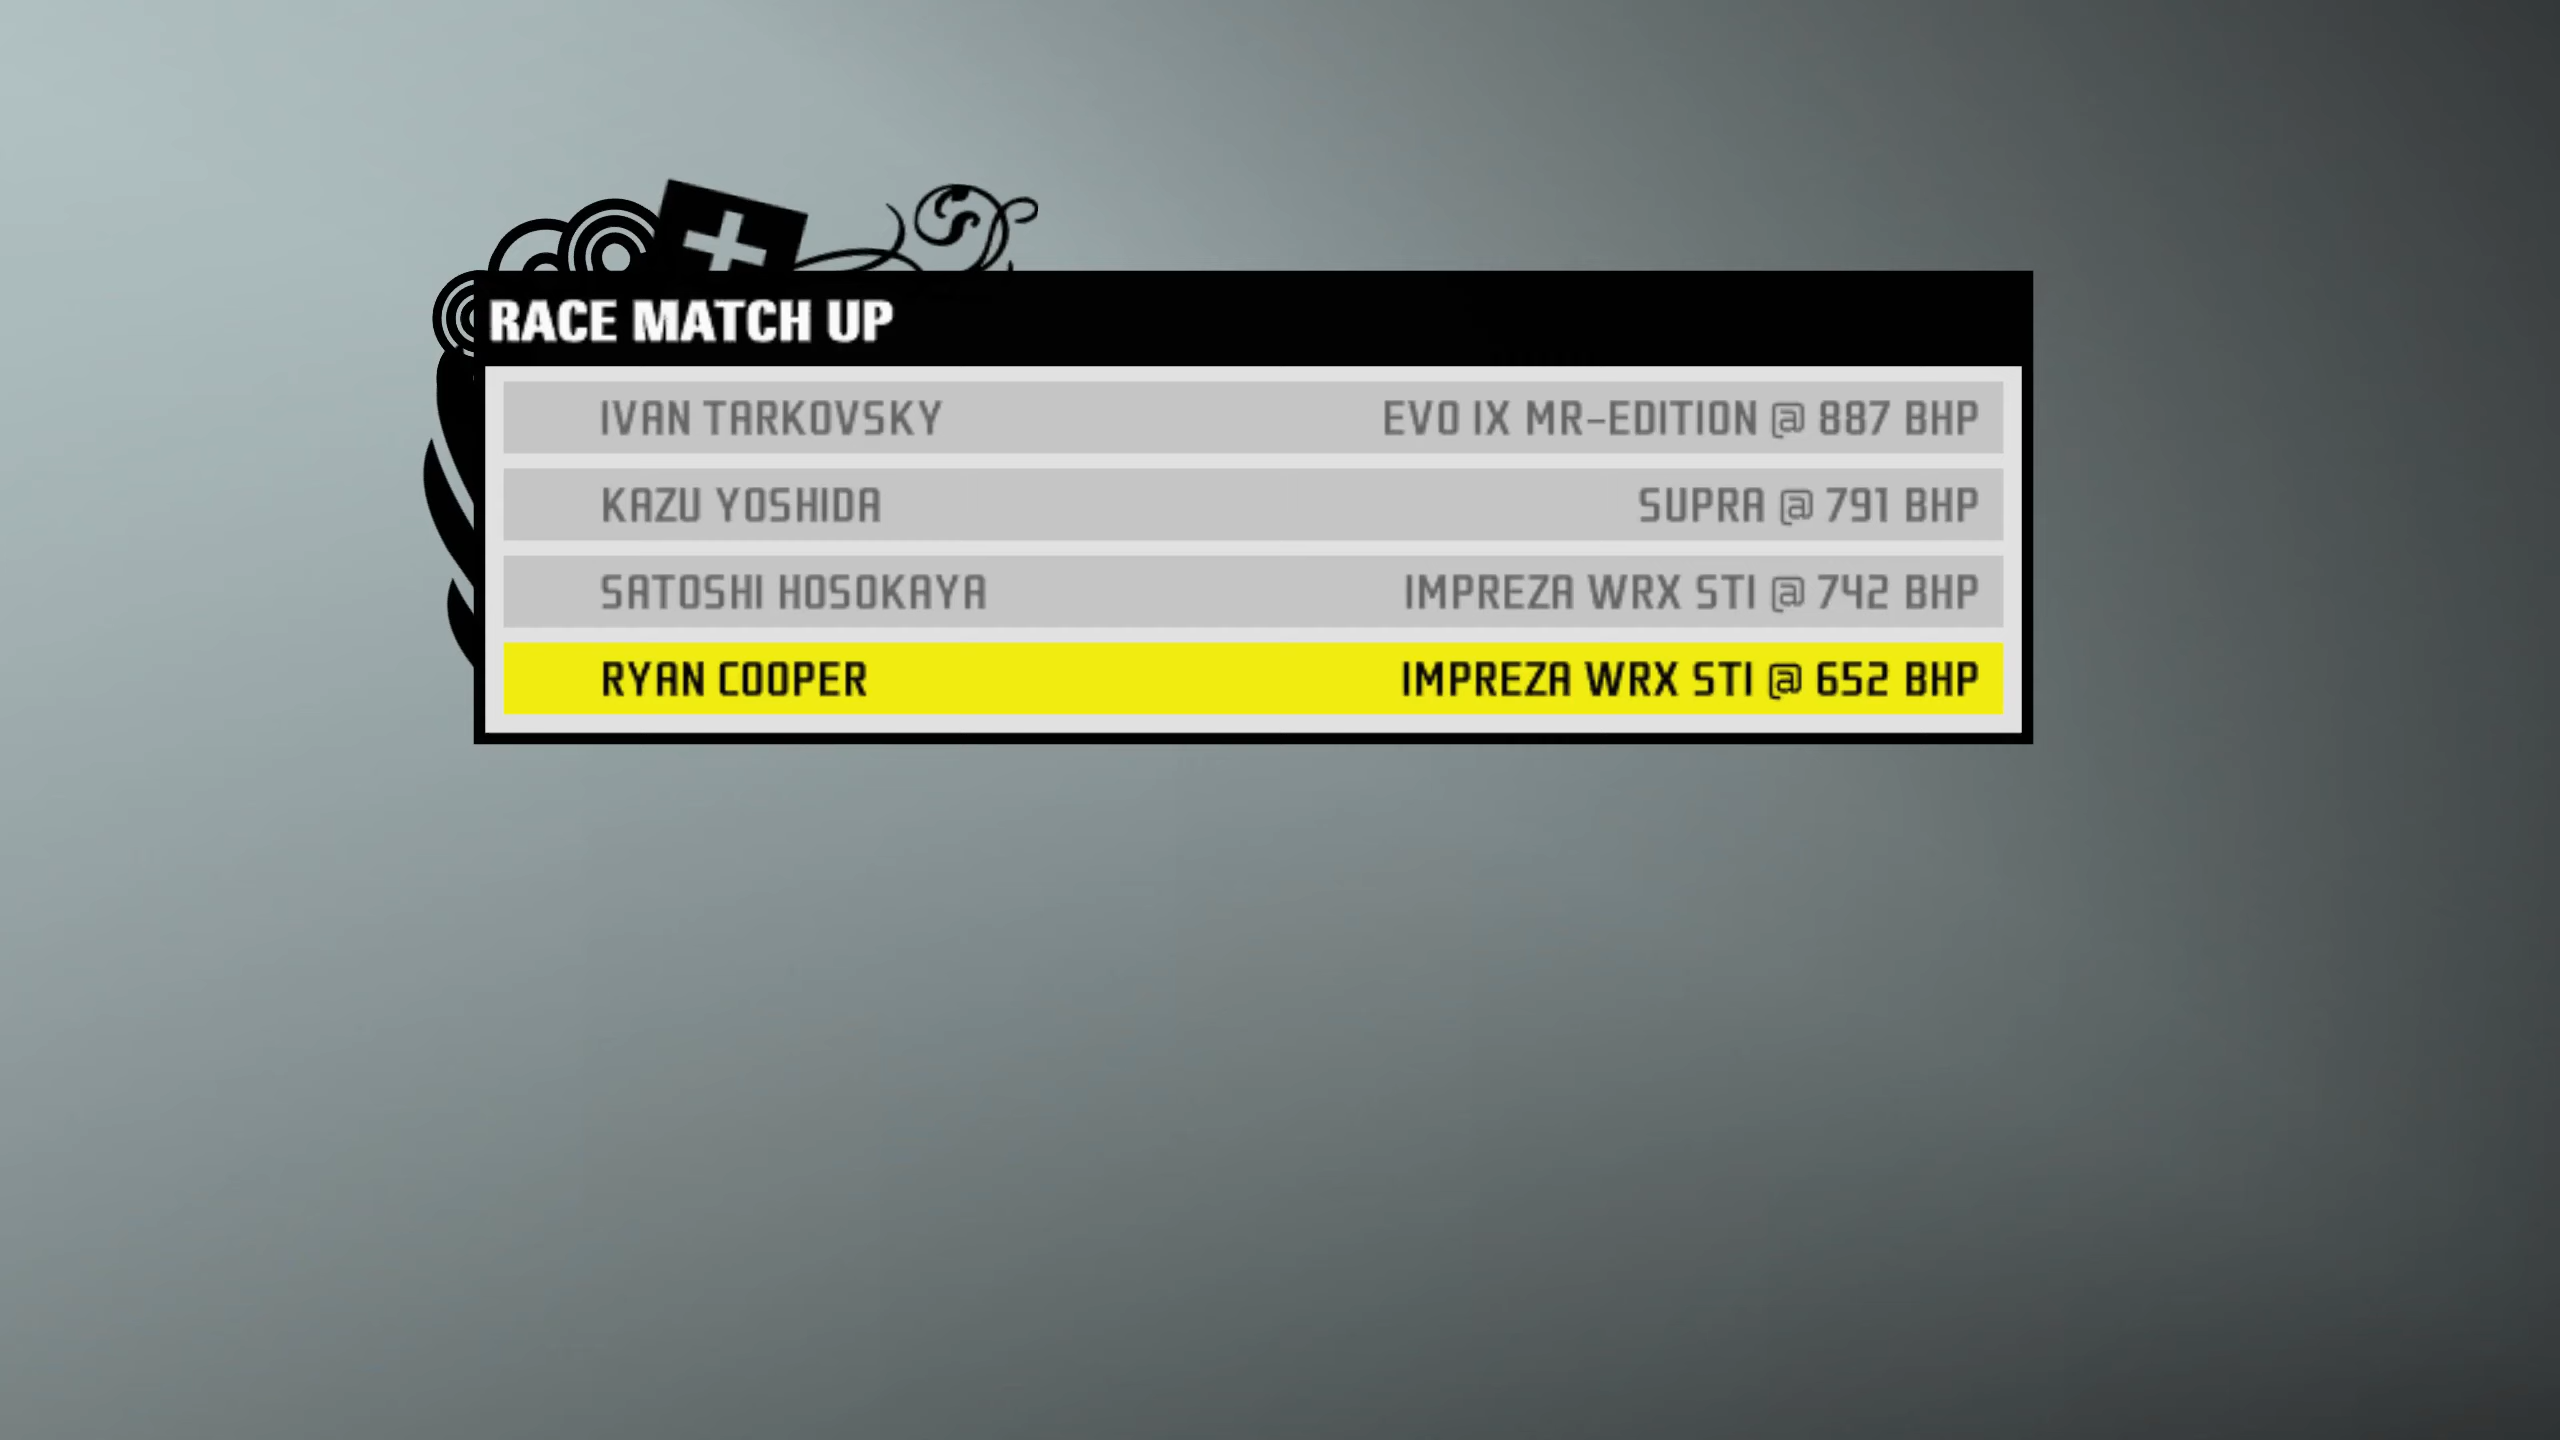 RACE MATCH UP
IVAN TARKOVSKY EVO IX MR-EDITION @ 887 BHP
KAZU YOSHIDA SUPRA @ 791 BHP
SATOSHI HOSOKAYA IMPREZA WRX STI @ 742 BHP
RYAN COOPER IMPREZA WRX STI @ 652 BHP